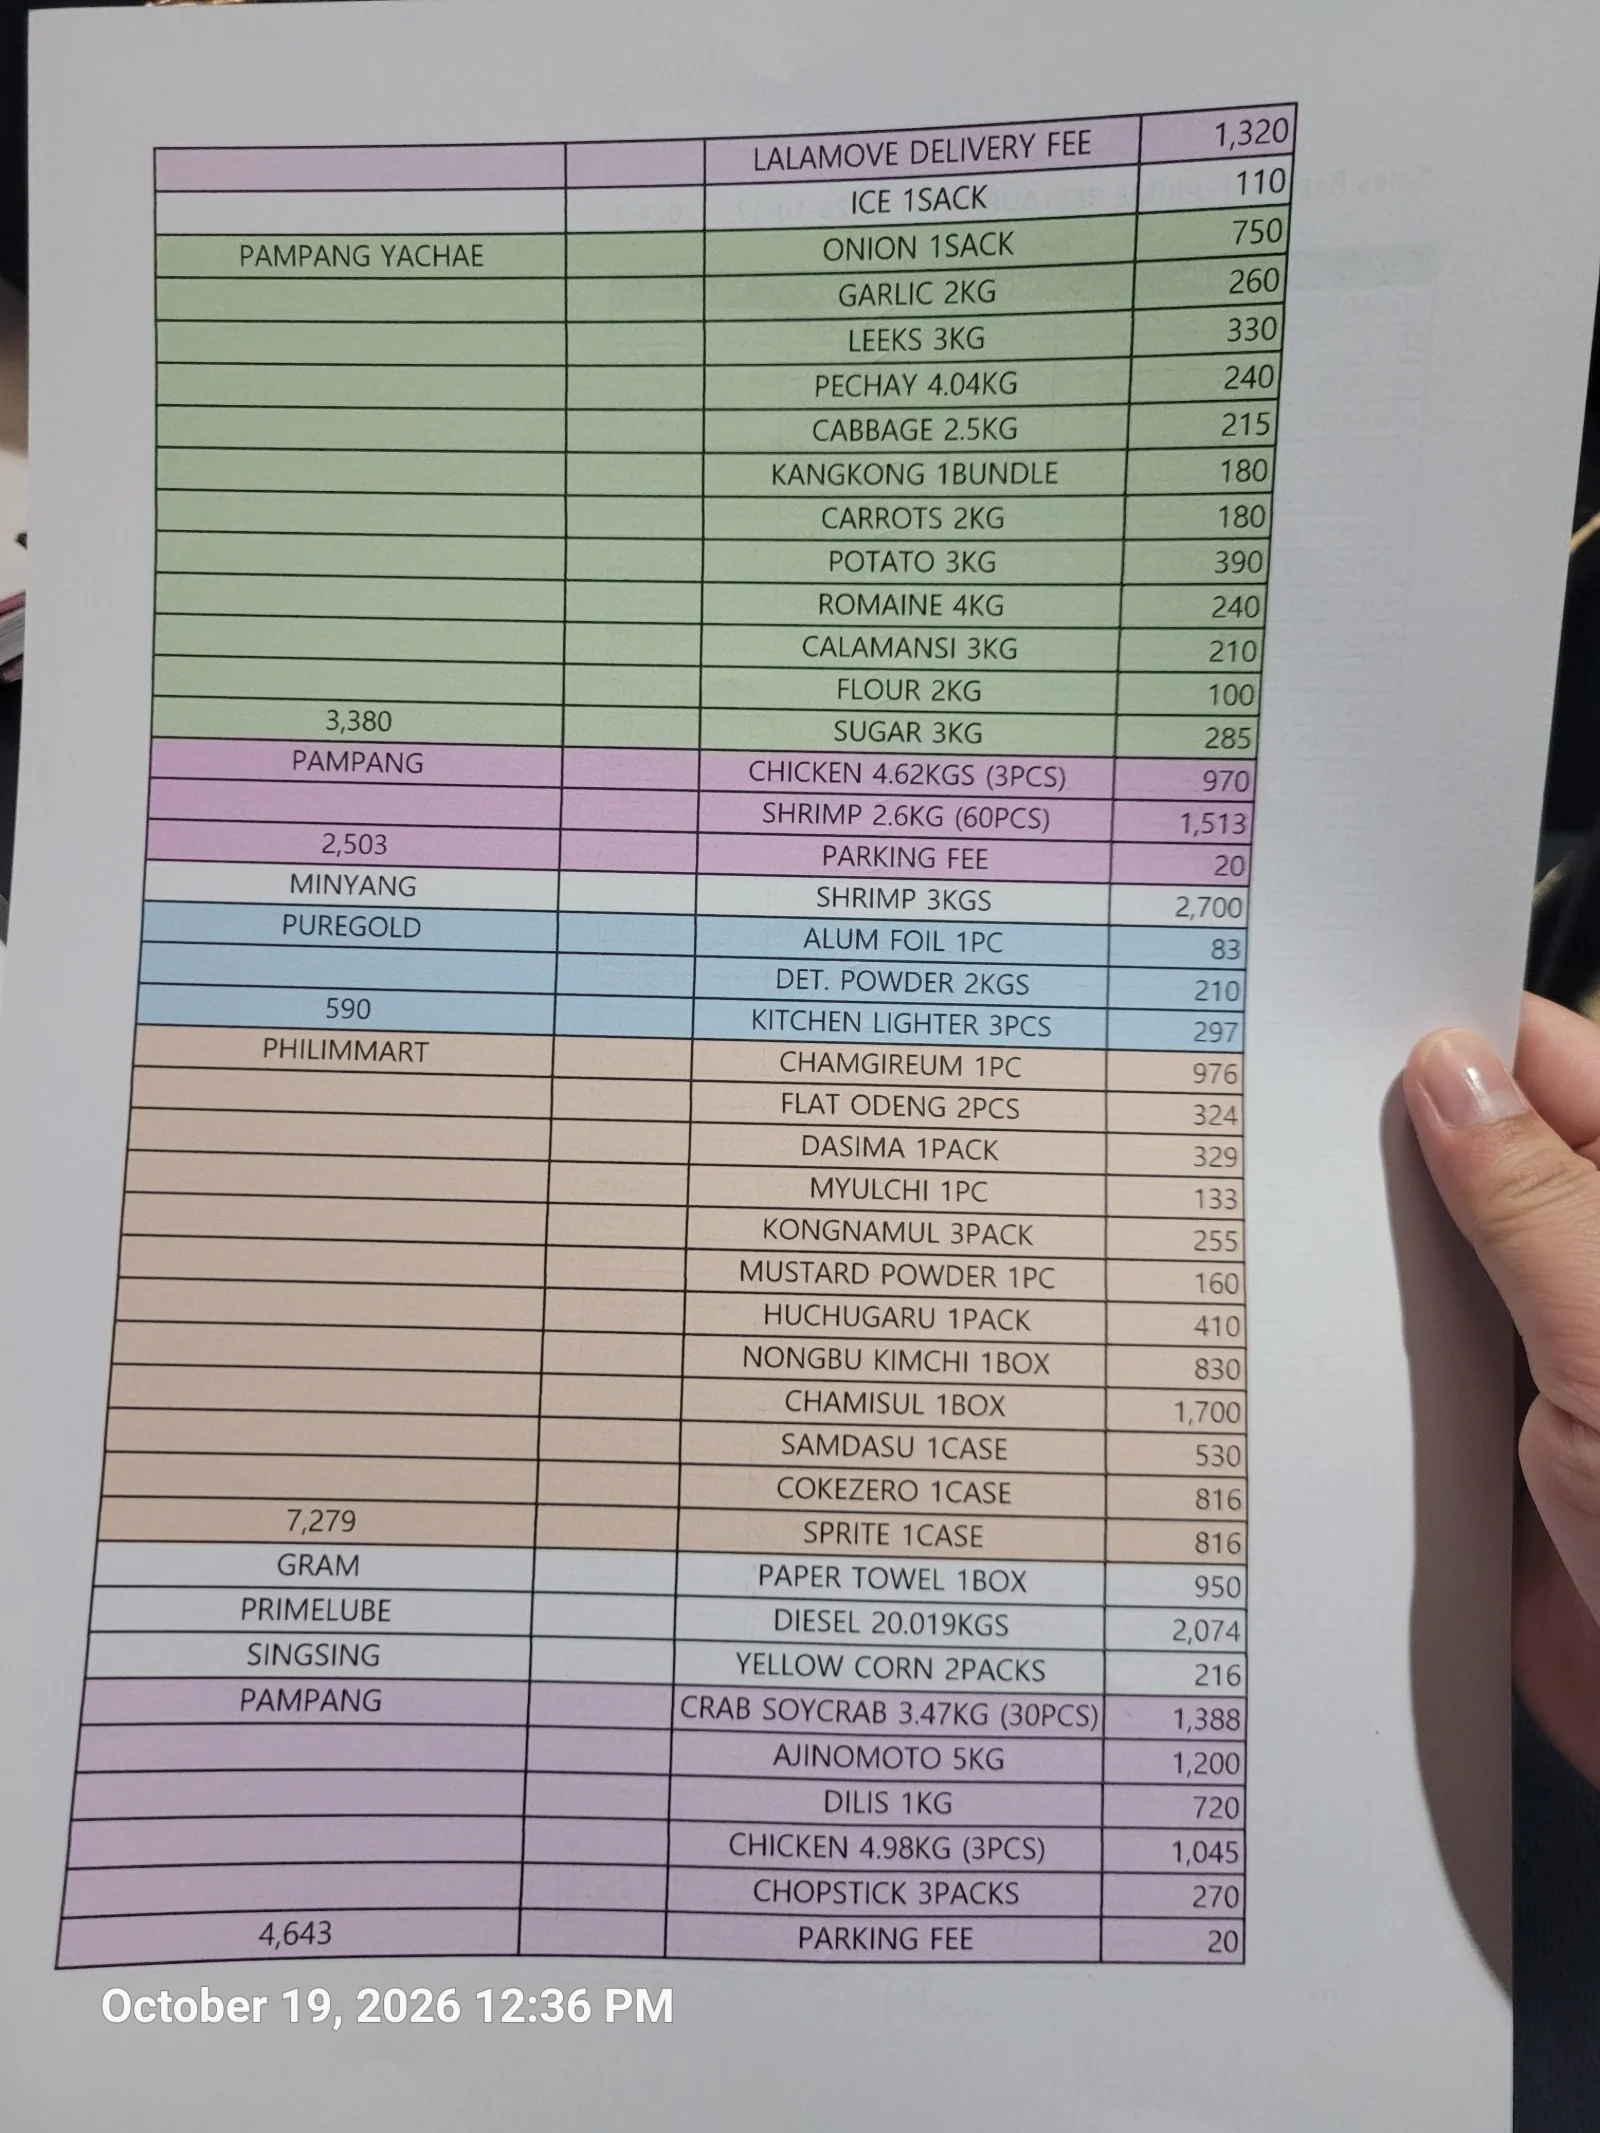 LALAMOVE DELIVERY FEE 1,320
ICE 1SACK 110
PAMPANG YACHAE ONION 1SACK 750
GARLIC 2KG 260
LEEKS 3KG 330
PECHAY 4.04KG 240
CABBAGE 2.5KG 215
KANGKONG 1BUNDLE 180
CARROTS 2KG 180
POTATO 3KG 390
ROMAINE 4KG 240
CALAMANSI 3KG 210
FLOUR 2KG 100
3,380 SUGAR 3KG 285
PAMPANG CHICKEN 4.62KGS (3PCS) 970
SHRIMP 2.6KG (60PCS) 1,513
2,503 PARKING FEE 20
MINYANG SHRIMP 3KGS 2,700
PUREGOLD ALUM FOIL 1PC 83
DET. POWDER 2KGS 210
590 KITCHEN LIGHTER 3PCS 297
PHILIMMART CHAMGIREUM 1PC 976
FLAT ODENG 2PCS 324
DASIMA 1PACK 329
MYULCHI 1PC 133
KONGNAMUL 3PACK 255
MUSTARD POWDER 1PC 160
HUCHUGARU 1PACK 410
NONGBU KIMCHI 1BOX 830
CHAMISUL 1BOX 1,700
SAMDASU 1CASE 530
COKEZERO 1CASE 816
7,279 SPRITE 1CASE 816
GRAM PAPER TOWEL 1BOX 950
PRIMELUBE DIESEL 20.019KGS 2,074
SINGSING YELLOW CORN 2PACKS 216
PAMPANG CRAB SOYCRAB 3.47KG (30PCS) 1,388
AJINOMOTO 5KG 1,200
DILIS 1KG 720
CHICKEN 4.98KG (3PCS) 1,045
CHOPSTICK 3PACKS 270
4,643 PARKING FEE 20
October 19, 2026 12:36 PM